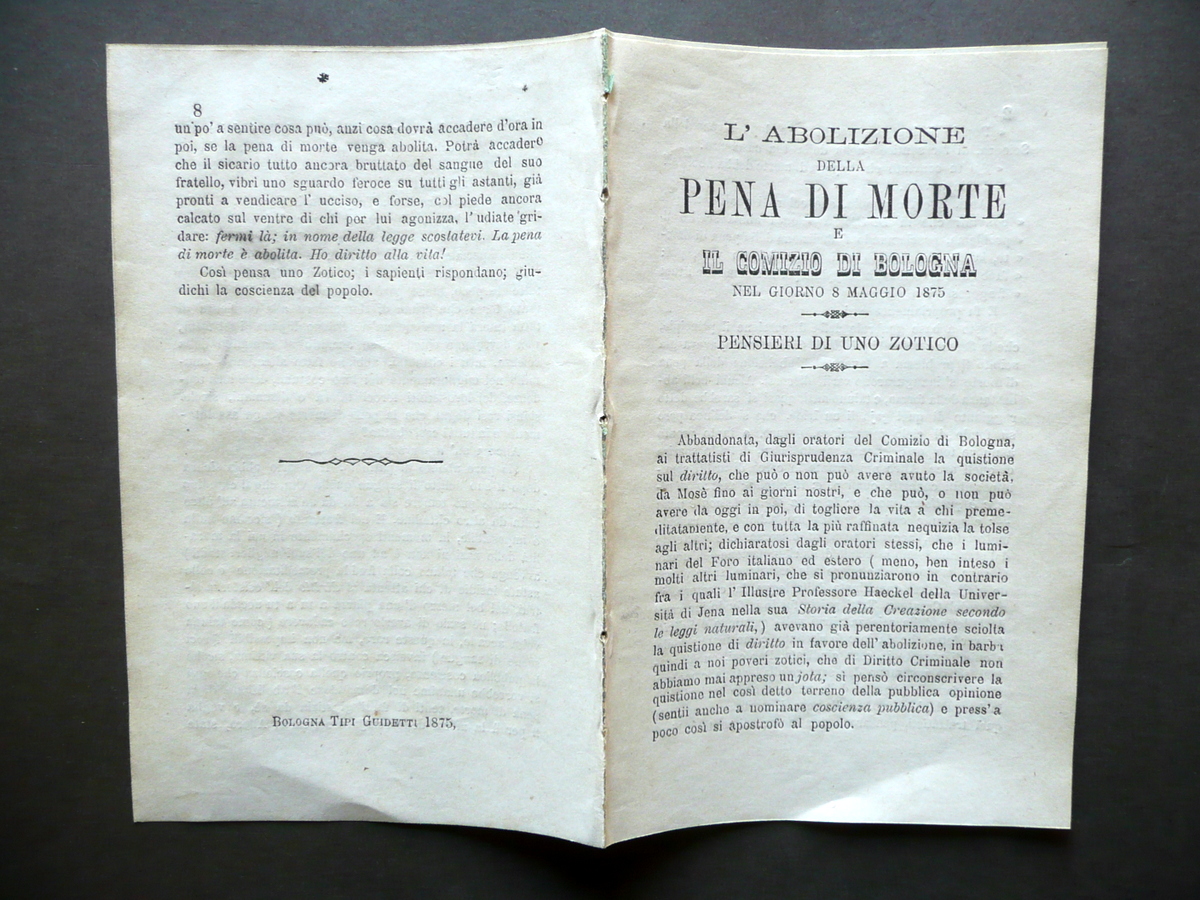 8
un po' a sentire cosa può, anzi cosa dovrà accadere d'ora in
poi, se la pena di morte venga abolita. Potrà accadere
che il sicario tutto ancora bruttato del sangue del suo
fratello, vibri uno sguardo feroce su tutti gli astanti, già
pronti a vendicare l' ucciso, e forse, col piede ancora
calcato sul ventre di chi per lui agonizza, l' udiate gri-
dare: fermi là; in nome della legge scostatevi. La pena
di morte è abolita. Ho diritto alla vita!
Così pensa uno Zotico; i sapienti rispondano; giu-
dichi la coscienza del popolo.
BOLOGNA TIPI GUIDETTI 1875,
L' ABOLIZIONE
DELLA
PENA DI MORTE
E
IL COMIZIO DI BOLOGNA
NEL GIORNO 8 MAGGIO 1875
PENSIERI DI UNO ZOTICO
Abbandonata, dagli oratori del Comizio di Bologna,
ai trattatisti di Giurisprudenza Criminale la quistione
sul diritto, che può o non può avere avuto la società,
da Mosè fino ai giorni nostri, e che può, o non può
avere da oggi in poi, di togliere la vita à chi preme-
ditatamente, e con tutta la più raffinata nequizia la tolse
agli altri; dichiaratosi dagli oratori stessi, che i lumi-
nari del Foro italiano ed estero ( meno, ben inteso i
molti altri luminari, che si pronunziarono in contrario
fra i quali l' Illustre Professore Haeckel della Univer-
sità di Jena nella sua Storia della Creazione secondo
le leggi naturali,) avevano già perentoriamente sciolta
la quistione di diritto in favore dell' abolizione, in barba
quindi a noi poveri zotici, che di Diritto Criminale non
abbiamo mai appreso un jota; si pensò circonscrivere la
quistione nel così detto terreno della pubblica opinione
(sentii anche a nominare coscienza pubblica) e press'a
poco così si apostrofò al popolo.